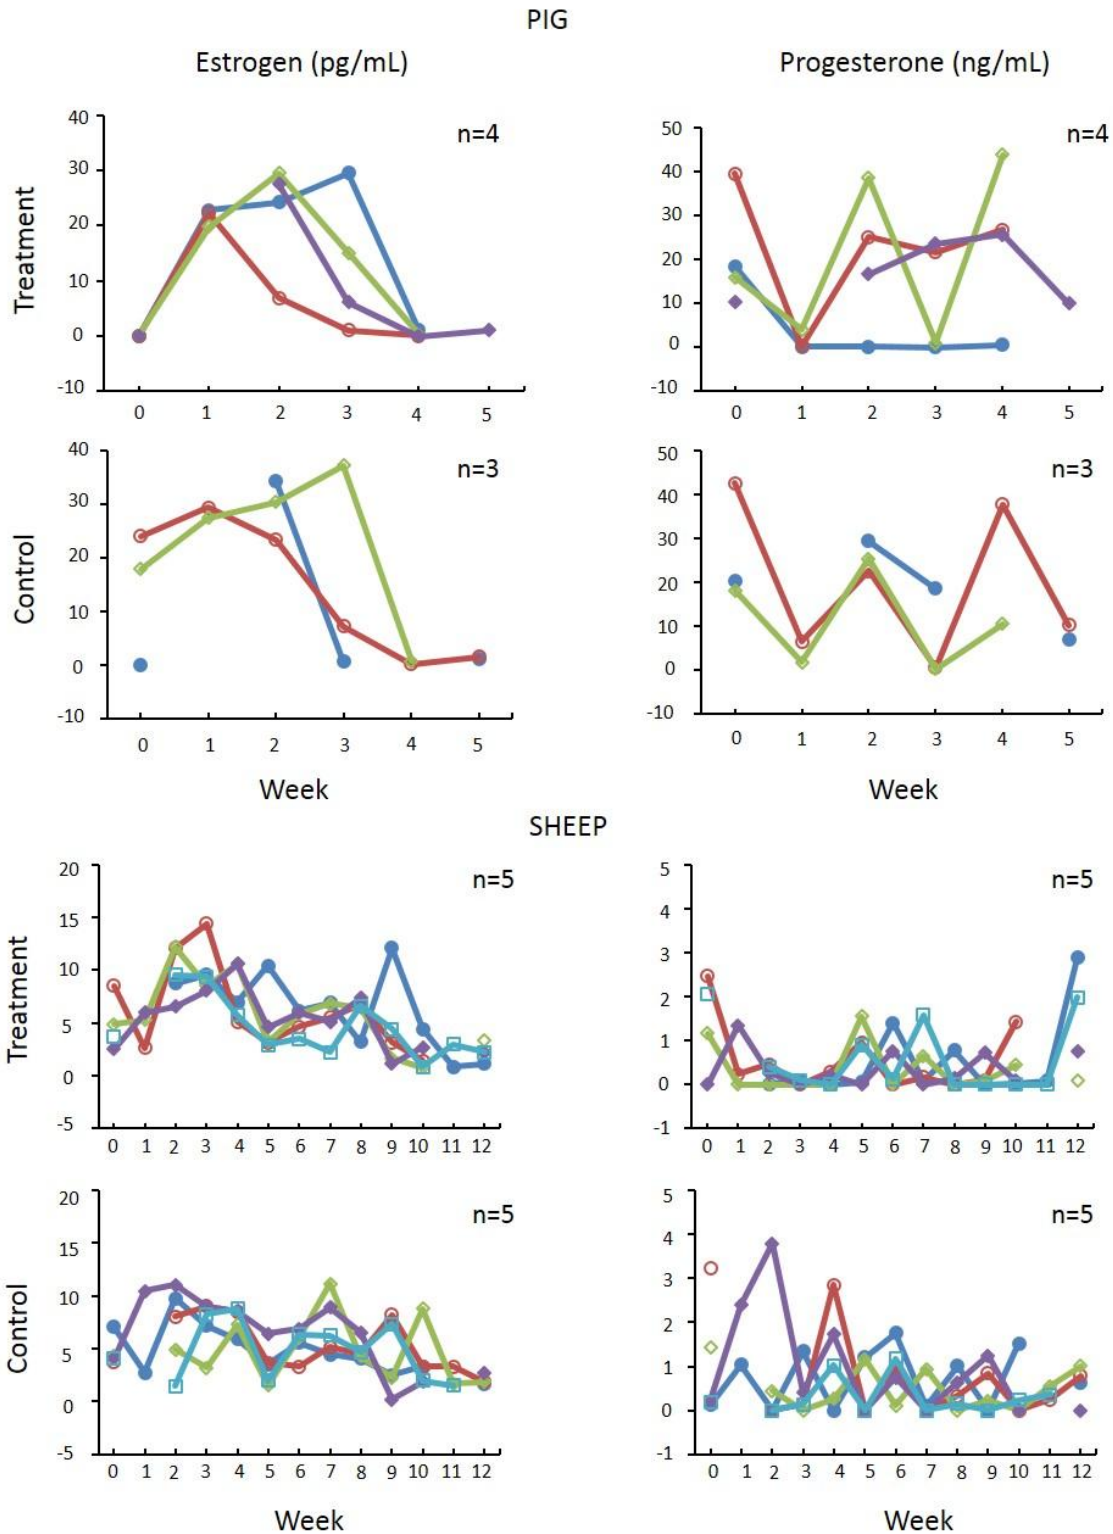 PIG
Estrogen (pg/mL) Progesterone (ng/mL)
Treatment
40
30
20
10
0
-10
n=4
0 1 2 3 4 5
50
40
30
20
10
0
-10
n=4
0 1 2 3 4 5
Control
40
30
20
10
0
-10
n=3
0 1 2 3 4 5
Week
50
40
30
20
10
0
-10
n=3
0 1 2 3 4 5
Week
SHEEP
Treatment
20
15
10
5
0
-5
n=5
0 1 2 3 4 5 6 7 8 9 10 11 12
5
4
3
2
1
0
-1
n=5
0 1 2 3 4 5 6 7 8 9 10 11 12
Control
20
15
10
5
0
-5
n=5
0 1 2 3 4 5 6 7 8 9 10 11 12
Week
5
4
3
2
1
0
-1
n=5
0 1 2 3 4 5 6 7 8 9 10 11 12
Week